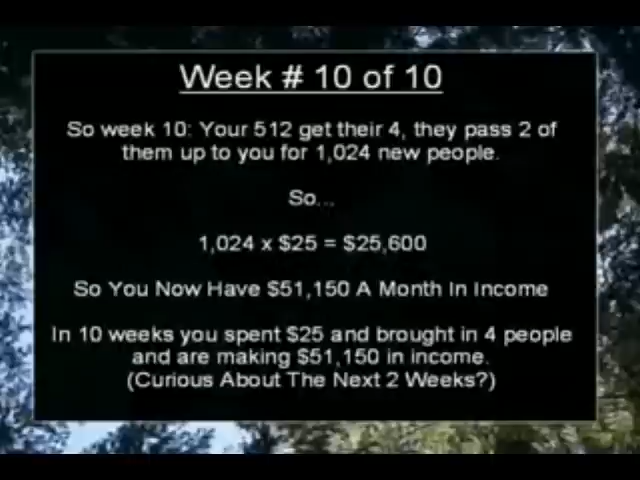 Week # 10 of 10
So week 10: Your 512 get their 4, they pass 2 of
them up to you for 1,024 new people.
So...
1,024 x $25 = $25,600
So You Now Have $51,150 A Month In Income
In 10 weeks you spent $25 and brought in 4 people
and are making $51,150 in income.
(Curious About The Next 2 Weeks?)